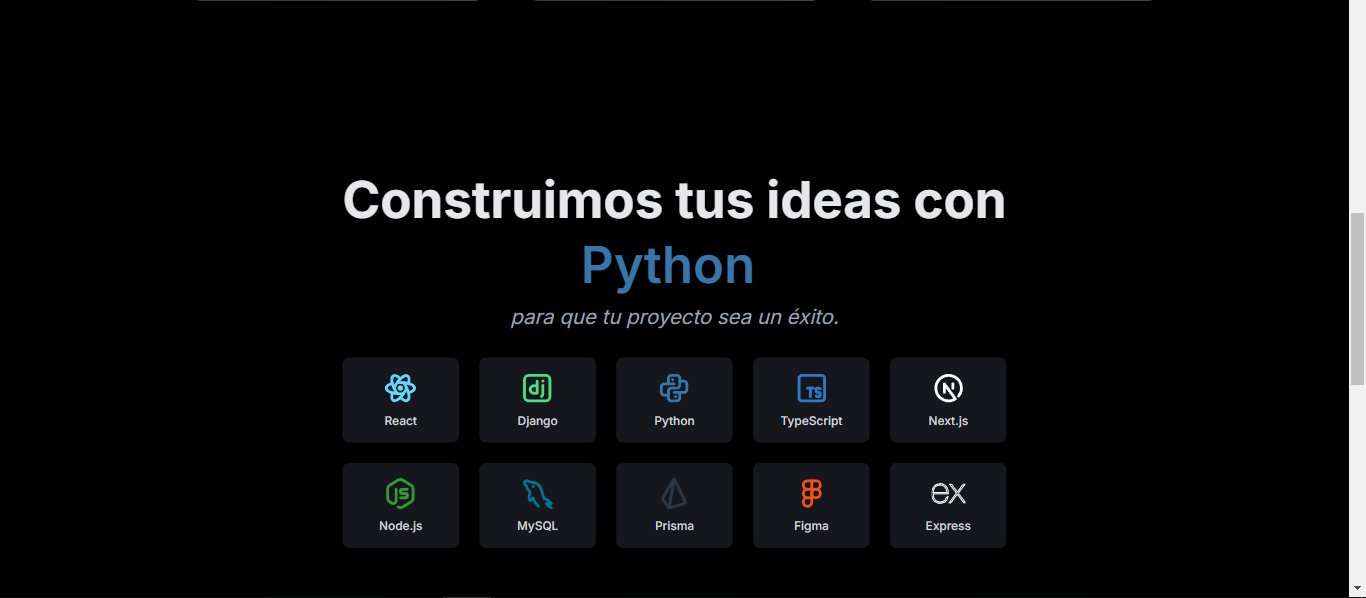 Construimos tus ideas con
Python
para que tu proyecto sea un éxito.
dj
TS
N
React
Django
Python
TypeScript
Next.js
JS
ex
Node.js
MySQL
Prisma
Figma
Express